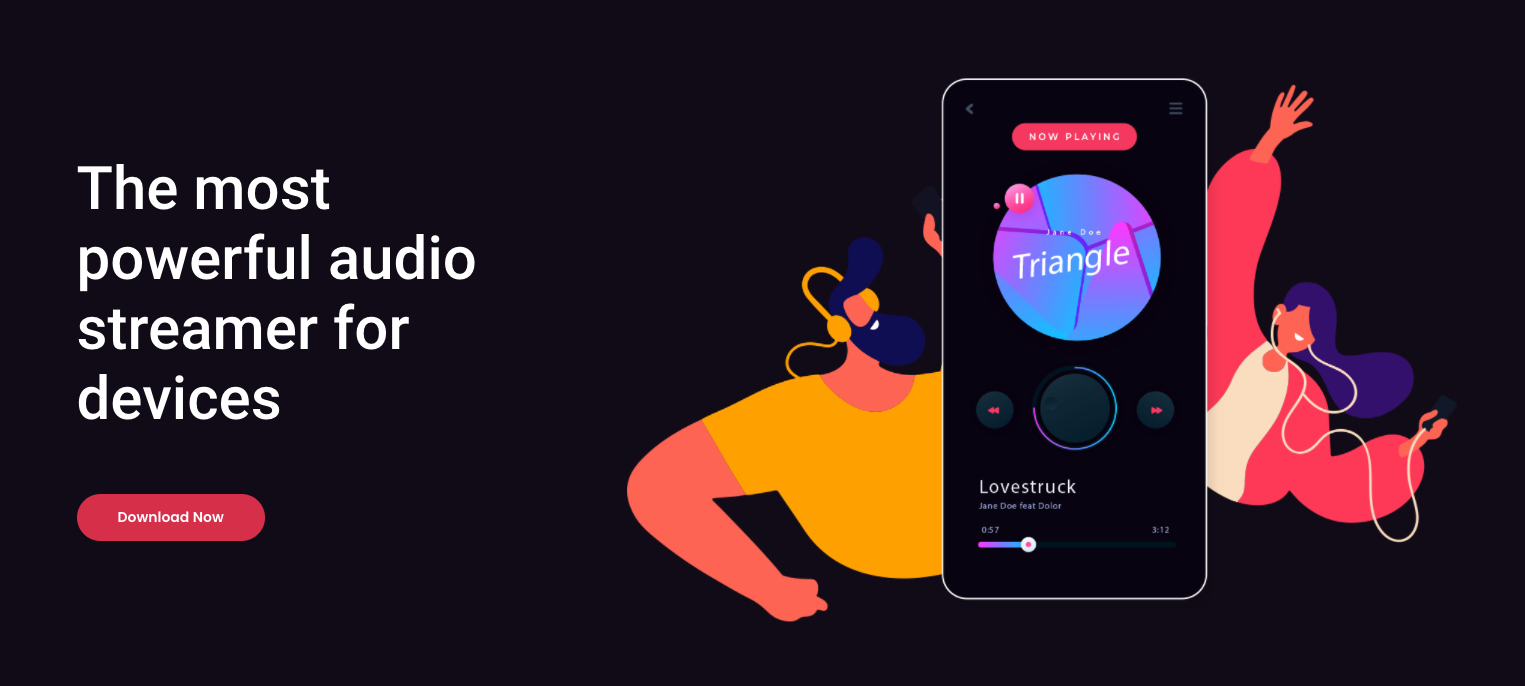 The most
powerful audio
streamer for
devices
Download Now
NOW PLAYING
Jane Doe
Triangle
Lovestruck
Jane Doe feat Dolor
0:57 3:12